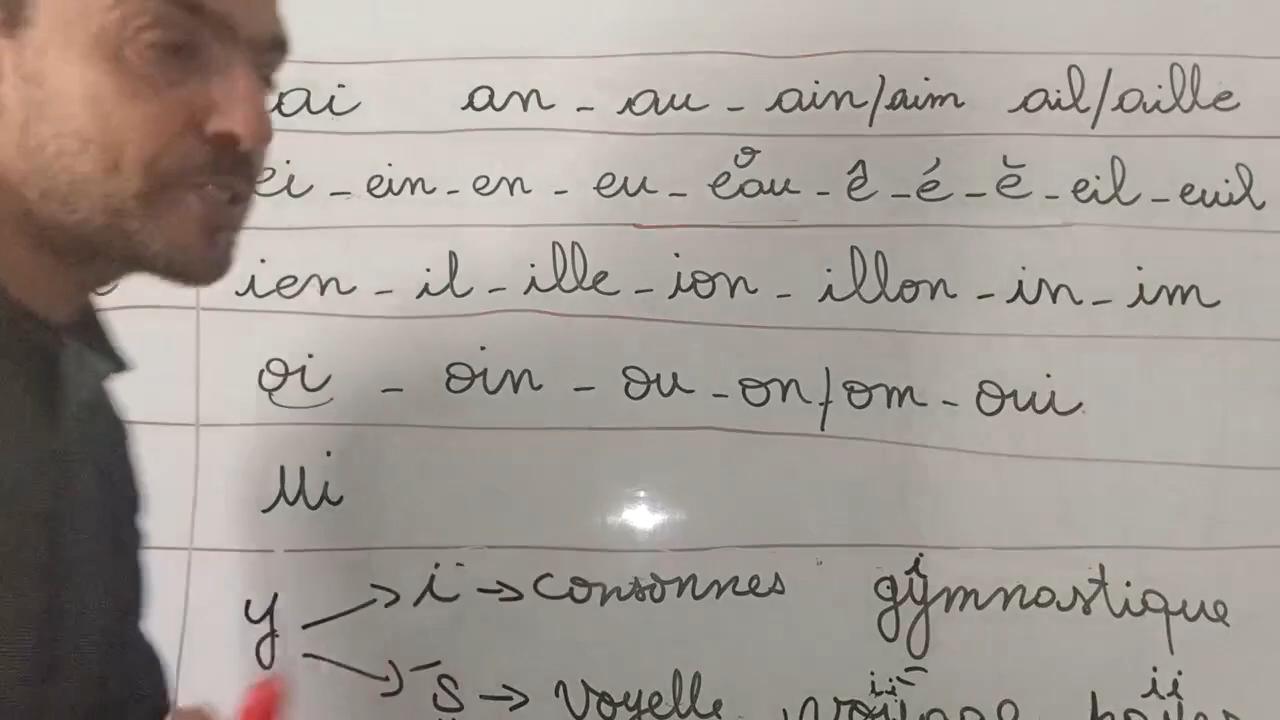 ai an - au - ain/aim ail/aille
ei - ein - en - eu - eau - ê - é - è - eil - euil
ien - il - ille - ion - illon - in - im
oi - oin - ou - on/om - oui
ui
y → i → consonnes gymnastique
→ → voyelle